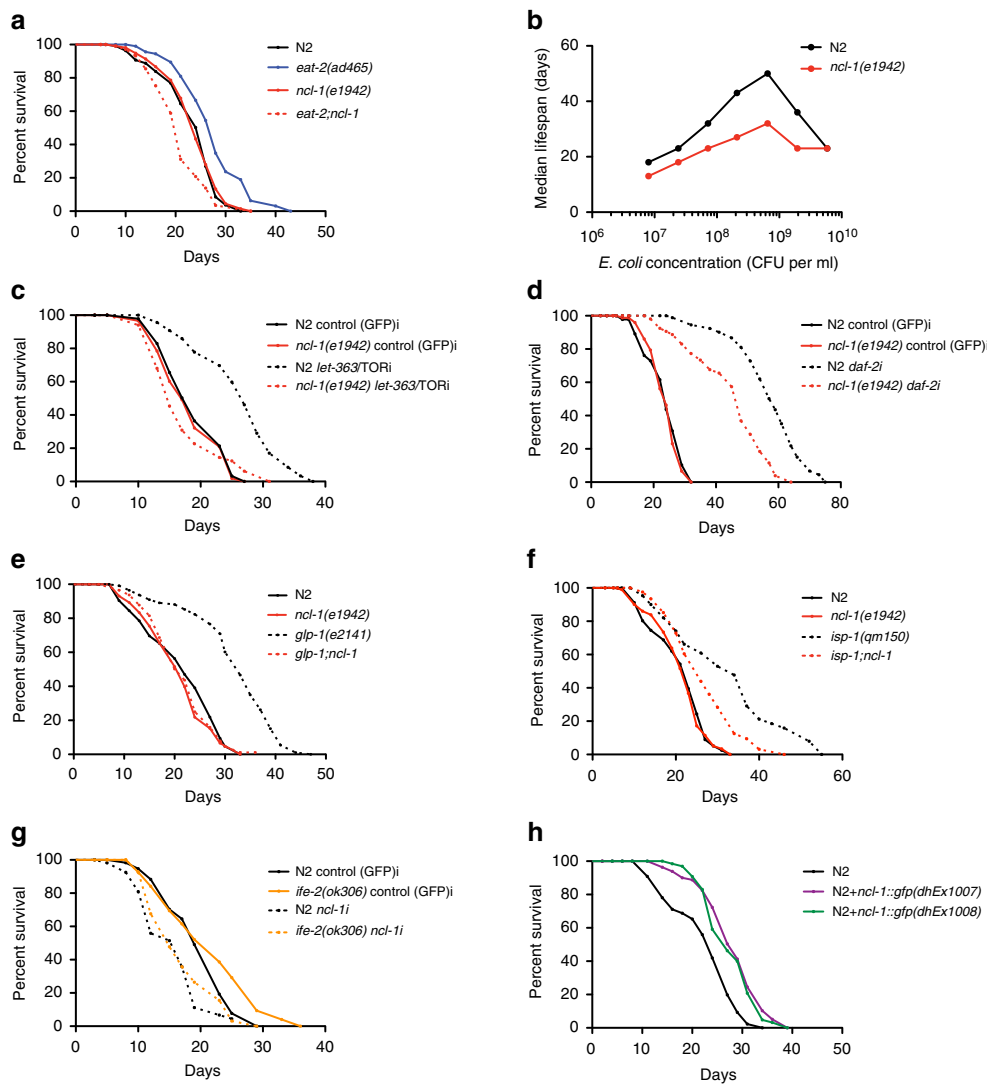 a
100
80
60
40
20
0
Percent survival
0 10 20 30 40 50
Days
N2
eat-2(ad465)
ncl-1(e1942)
eat-2;ncl-1
b
60
40
20
0
Median lifespan (days)
10⁶ 10⁷ 10⁸ 10⁹ 10¹⁰
E. coli concentration (CFU per ml)
N2
ncl-1(e1942)
c
100
80
60
40
20
0
Percent survival
0 10 20 30 40
Days
N2 control (GFP)i
ncl-1(e1942) control (GFP)i
N2 let-363/TORi
ncl-1(e1942) let-363/TORi
d
100
80
60
40
20
0
Percent survival
0 20 40 60 80
Days
N2 control (GFP)i
ncl-1(e1942) control (GFP)i
N2 daf-2i
ncl-1(e1942) daf-2i
e
100
80
60
40
20
0
Percent survival
0 10 20 30 40 50
Days
N2
ncl-1(e1942)
glp-1(e2141)
glp-1;ncl-1
f
100
80
60
40
20
0
Percent survival
0 20 40 60
Days
N2
ncl-1(e1942)
isp-1(qm150)
isp-1;ncl-1
g
100
80
60
40
20
0
Percent survival
0 10 20 30 40
Days
N2 control (GFP)i
ife-2(ok306) control (GFP)i
N2 ncl-1i
ife-2(ok306) ncl-1i
h
100
80
60
40
20
0
Percent survival
0 10 20 30 40 50
Days
N2
N2+ncl-1::gfp(dhEx1007)
N2+ncl-1::gfp(dhEx1008)